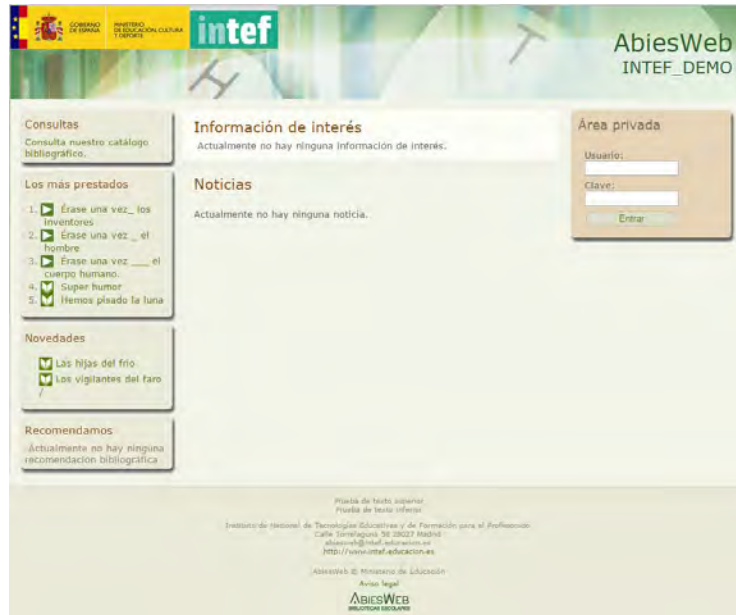 GOBIERNO
DE ESPAÑA
MINISTERIO
DE EDUCACIÓN, CULTURA
Y DEPORTE
intef
AbiesWeb
INTEF_DEMO
Consultas
Consulta nuestro catálogo
bibliográfico.
Los más prestados
1. Érase una vez_ los
inventores
2. Érase una vez _ el
hombre
3. Érase una vez ___ el
cuerpo humano.
4. Super humor
5. Hemos pisado la luna
Novedades
Las hijas del frío
Los vigilantes del faro
/
Recomendamos
Actualmente no hay ninguna
recomendación bibliográfica
Información de interés
Actualmente no hay ninguna información de interés.
Noticias
Actualmente no hay ninguna noticia.
Área privada
Usuario:
Clave:
Entrar
Prueba de texto superior
Prueba de texto inferior
Instituto de Nacional de Tecnologías Educativas y de Formación para el Profesorado
Calle Torrelaguna 58 28027 Madrid
abiesweb@intef.educacion.es
http://www.intef.educacion.es
AbiesWeb © Ministerio de Educación
Aviso legal
ABIESWEB
BIBLIOTECAS ESCOLARES